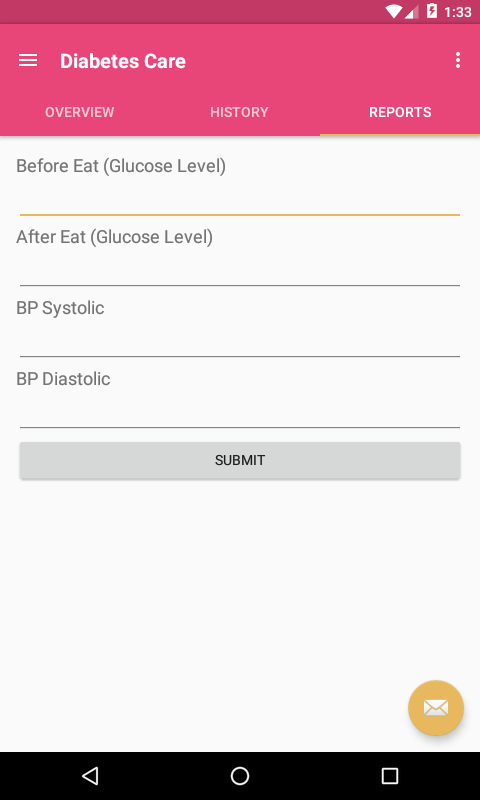 1:33
Diabetes Care
OVERVIEW HISTORY REPORTS
Before Eat (Glucose Level)
After Eat (Glucose Level)
BP Systolic
BP Diastolic
SUBMIT